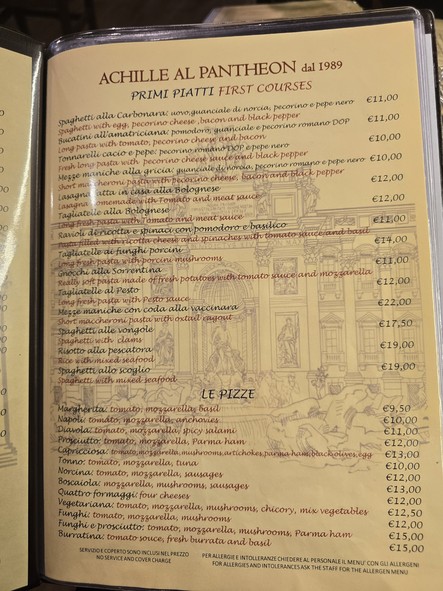 ACHILLE AL PANTHEON dal 1989
PRIMI PIATTI FIRST COURSES
Spaghetti alla Carbonara: uovo, guanciale di norcia, pecorino e pepe nero €11,00
Spaghetti with egg, pecorino cheese, bacon and black pepper
Bucatini all'amatriciana: pomodoro, guanciale e pecorino romano DOP €11,00
Long pasta with tomato, pecorino cheese and bacon
Tonnarelli cacio e pepe: pecorino romano DOP e pepe nero €10,00
Fresh long with pecorino cheese sauce and black pepper
Mezze maniche alla gricia: guanciale di norcia, pecorino romano e pepe nero €10,00
Short maccheroni pasta with pecorino cheese, bacon and black pepper
Lasagna fatta in casa alla Bolognese €12,00
Lasagna homemade with Tomato and meat sauce
Tagliatelle alla Bolognese €12,00
Long fresh pasta with Tomato and meat sauce
Ravioli di ricotta e spinaci con pomodoro e basilico €11,00
Pasta filled with ricotta cheese and spinaches with tomato sauce and basil
Tagliatelle ai funghi porcini €14,00
Long fresh pasta with porcini mushrooms
Gnocchi alla Sorrentina €11,00
Really soft pasta made of fresh potatoes with tomato sauce and mozzarella
Tagliatelle al Pesto €12,00
Long fresh pasta with Pesto sauce
Mezze maniche con coda alla vaccinara €22,00
Short maccheroni pasta with oxtail ragout
Spaghetti alle vongole €17,50
Spaghetti with clams
Risotto alla pescatora €19,00
Rice with mixed seafood
Spaghetti allo scoglio €19,00
Spaghetti with mixed seafood
LE PIZZE
Margherita: tomato, mozzarella, basil €9,50
Napoli: tomato, mozzarella, anchovies €10,00
Diavola: tomato, mozzarella, spicy salami €11,00
Prosciutto: tomato, mozzarella, Parma ham €12,00
Capricciosa: tomato, mozzarella, mushrooms, artichokes, parma ham, black olives, egg €13,00
Tonno: tomato, mozzarella, tuna €10,00
Norcina: tomato, mozzarella, sausages €12,00
Boscaiola: mozzarella, mushrooms, sausages €13,00
Quattro formaggi: four cheeses €12,00
Vegetariana: tomato, mozzarella, mushrooms, chicory, mix vegetables €12,50
Funghi: tomato, mozzarella, mushrooms €12,00
Funghi e prosciutto: tomato, mozzarella, mushrooms, Parma ham €15,00
Burratina: tomato souce, fresh burrata and basil €15,00
SERVIZIO E COPERTO SONO INCLUSI NEL PREZZO
NO SERVICE AND COVER CHARGE
PER ALLERGIE E INTOLLERANZE CHIEDERE AL PERSONALE IL MENU' CON GLI ALLERGENI
FOR ALLERGIES AND INTOLERANCES ASK THE STAFF FOR THE ALLERGEN MENU